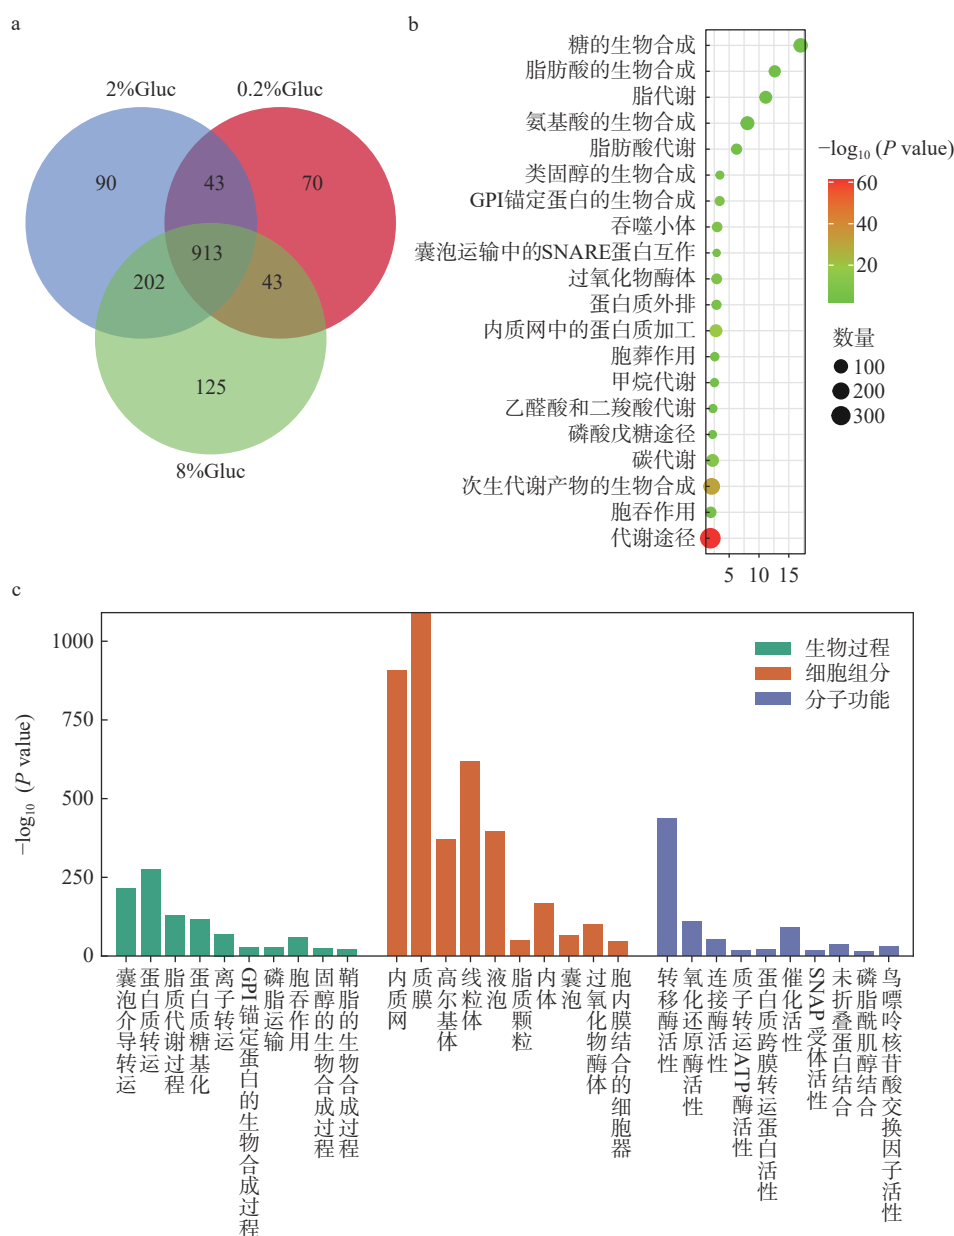 a
2%Gluc
0.2%Gluc
90
43
70
913
202
43
125
8%Gluc
b
糖的生物合成
脂肪酸的生物合成
脂代谢
氨基酸的生物合成
脂肪酸代谢
类固醇的生物合成
GPI锚定蛋白的生物合成
吞噬小体
囊泡运输中的SNARE蛋白互作
过氧化物酶体
蛋白质外排
内质网中的蛋白质加工
胞葬作用
甲烷代谢
乙醛酸和二羧酸代谢
磷酸戊糖途径
碳代谢
次生代谢产物的生物合成
胞吞作用
代谢途径
5 10 15
−log10 (P value)
60
40
20
数量
100
200
300
c
−log10 (P value)
1000
750
500
250
0
生物过程
细胞组分
分子功能
囊泡介导转运
蛋白质转运
脂质代谢过程
蛋白质糖基化
离子转运
GPI锚定蛋白的生物合成过程
磷脂运输
胞吞作用
固醇的生物合成过程
鞘脂的生物合成过程
内质网
质膜
高尔基体
线粒体
液泡
脂质颗粒
内体
囊泡
过氧化物酶体
胞内膜结合的细胞器
转移酶活性
氧化还原酶活性
连接酶活性
质子转运ATP酶活性
蛋白质跨膜转运蛋白活性
催化活性
SNAP 受体活性
未折叠蛋白结合
磷脂酰肌醇结合
鸟嘌呤核苷酸交换因子活性